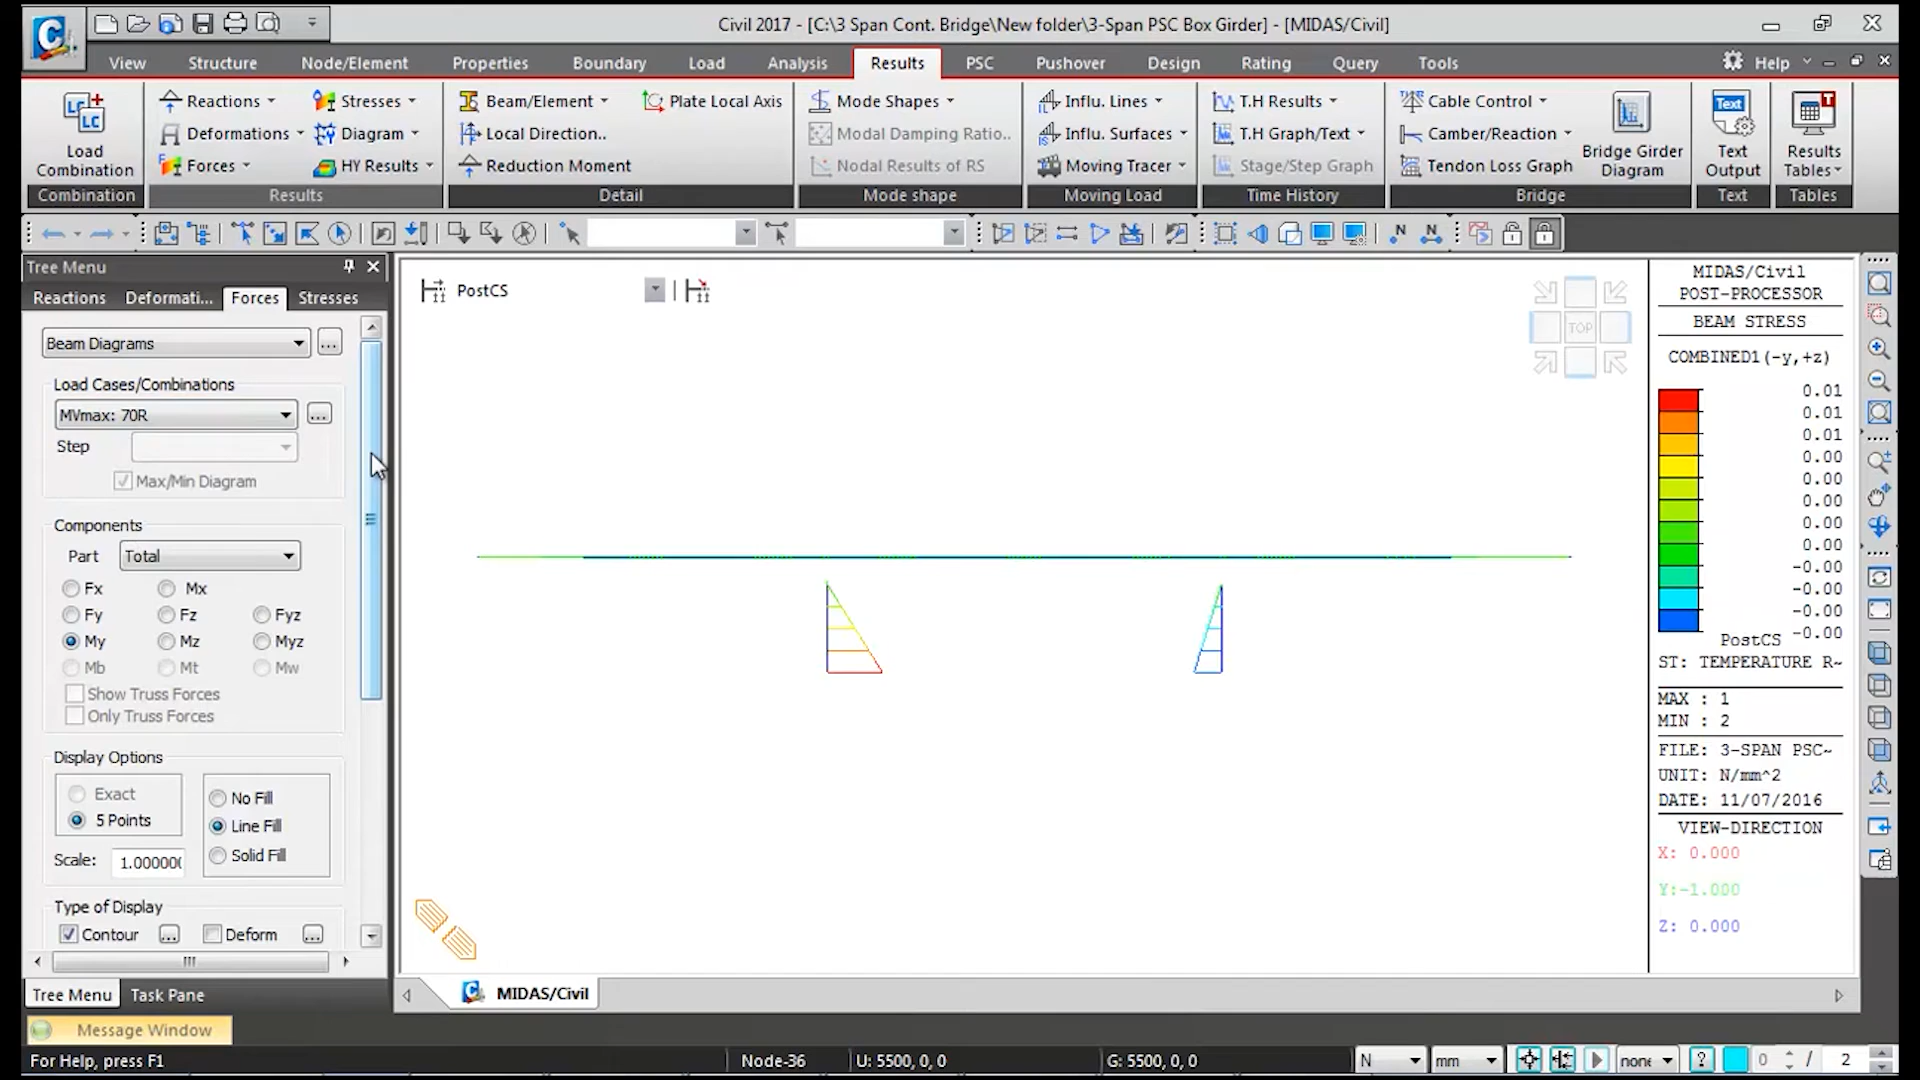 Civil 2017 - [C:\3 Span Cont. Bridge\New folder\3-Span PSC Box Girder] - [MIDAS/Civil]
View Structure Node/Element Properties Boundary Load Analysis Results PSC Pushover Design Rating Query Tools Help
Reactions Stresses Beam/Element Plate Local Axis Mode Shapes Influ. Lines T.H Results Cable Control
Deformations Diagram Local Direction.. Modal Damping Ratio.. Influ. Surfaces T.H Graph/Text Camber/Reaction
Load Combination
Forces HY Results Reduction Moment Nodal Results of RS Moving Tracer Stage/Step Graph Tendon Loss Graph
Bridge Girder Diagram
Text Output
Results Tables
Combination Results Detail Mode shape Moving Load Time History Bridge Text Tables
Tree Menu
Reactions Deformati... Forces Stresses
Beam Diagrams ...
Load Cases/Combinations
MVmax: 70R ...
Step
Max/Min Diagram
Components
Part Total
Fx Mx
Fy Fz Fyz
My Mz Myz
Mb Mt Mw
Show Truss Forces
Only Truss Forces
Display Options
Exact
5 Points
No Fill
Line Fill
Solid Fill
Scale: 1.00000
Type of Display
Contour ... Deform ...
Tree Menu Task Pane
Message Window
PostCS
TOP
MIDAS/Civil
POST-PROCESSOR
BEAM STRESS
COMBINED1(-y,+z)
0.01
0.01
0.01
0.00
0.00
0.00
0.00
0.00
-0.00
-0.00
-0.00
-0.00
PostCS
ST: TEMPERATURE R~
MAX : 1
MIN : 2
FILE: 3-SPAN PSC~
UNIT: N/mm^2
DATE: 11/07/2016
VIEW-DIRECTION
X: 0.000
Y:-1.000
Z: 0.000
MIDAS/Civil
For Help, press F1 Node-36 U: 5500, 0, 0 G: 5500, 0, 0 N mm none ? 0 / 2